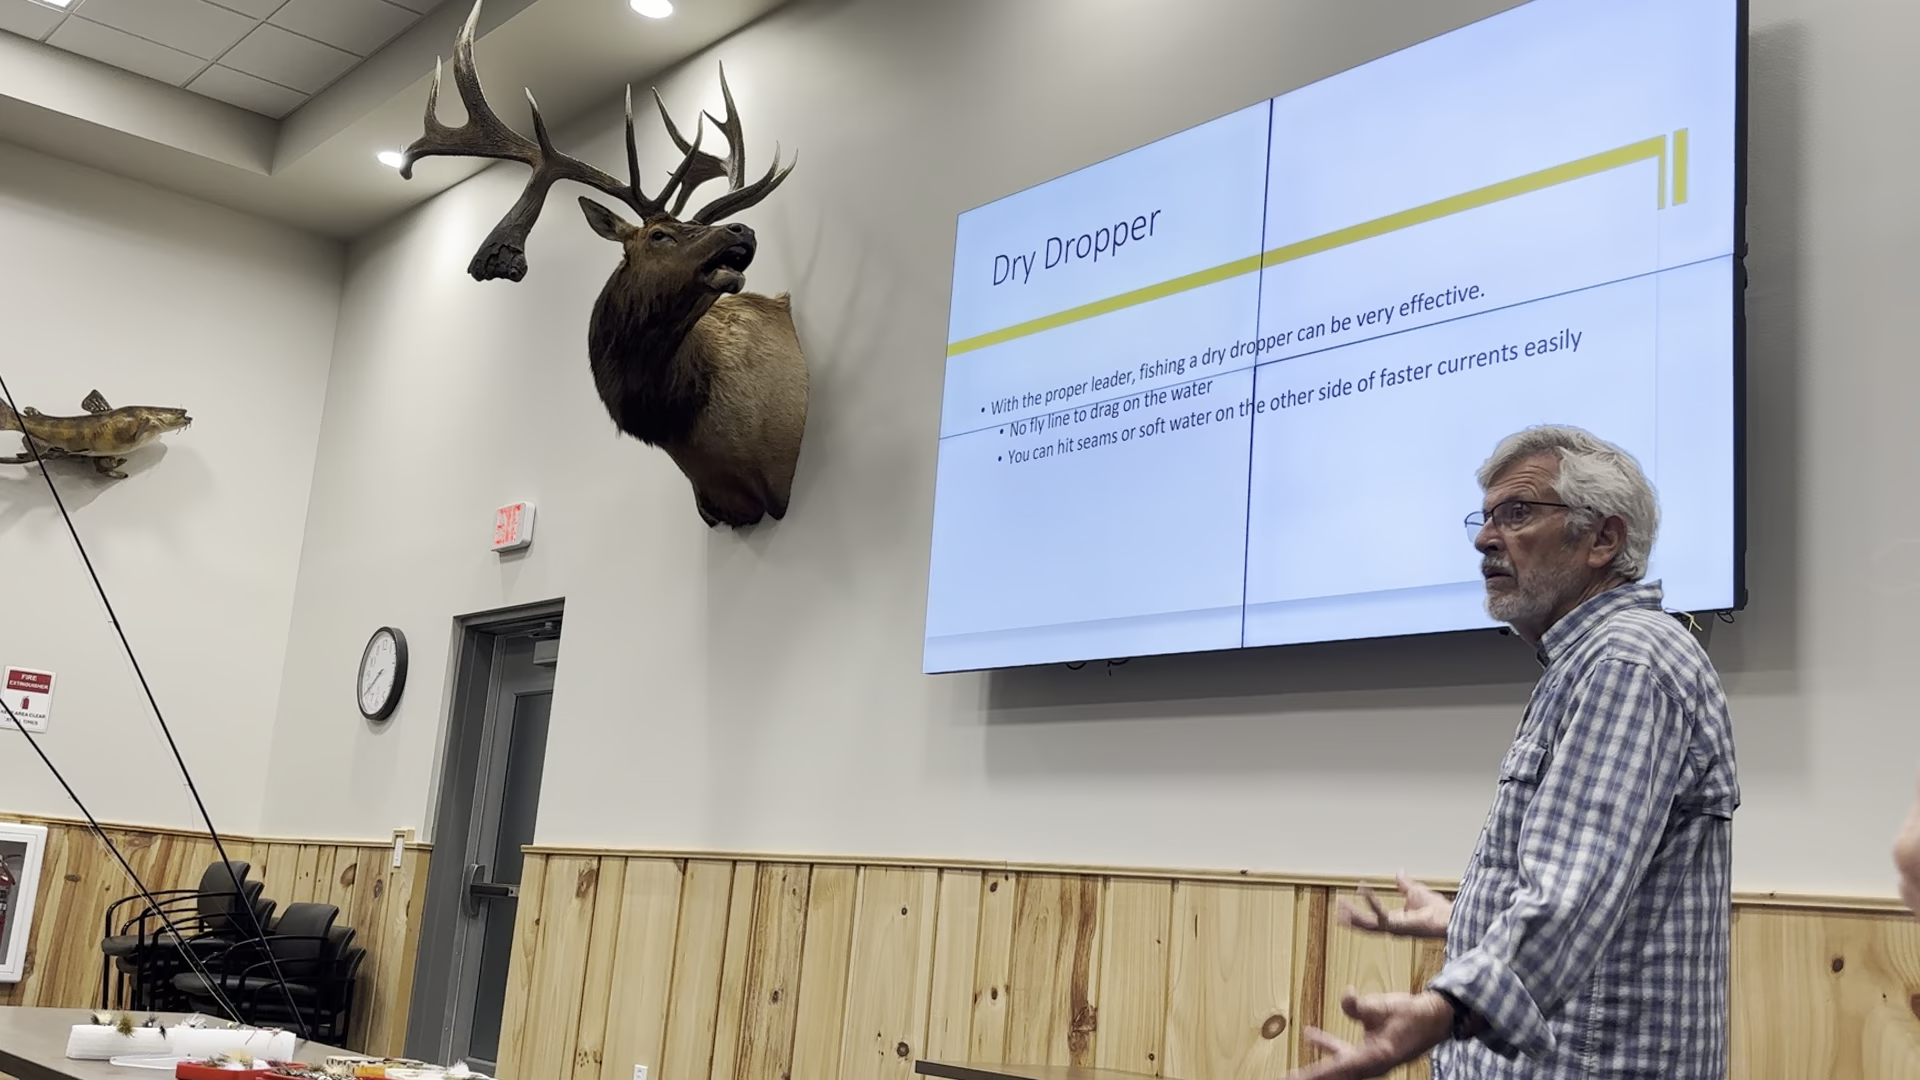 Dry Dropper
• With the proper leader, fishing a dry dropper can be very effective.
• No fly line to drag on the water
• You can hit seams or soft water on the other side of faster currents easily
FIRE
EXTINGUISHER